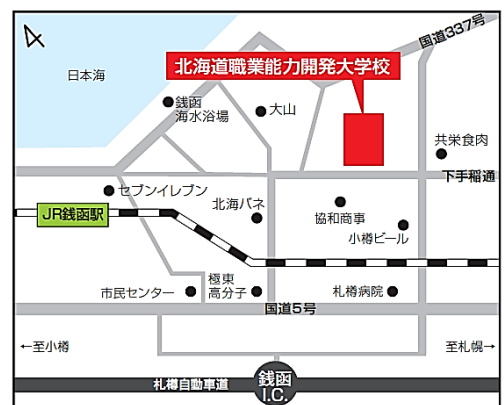 国道337号
日本海
北海道職業能力開発大学校
銭函
海水浴場
大山
共栄食肉
下手稲通
セブンイレブン
JR銭函駅
北海バネ
協和商事
小樽ビール
市民センター
極東
高分子
札樽病院
国道5号
←至小樽
至札幌→
札樽自動車道
銭函
I.C.